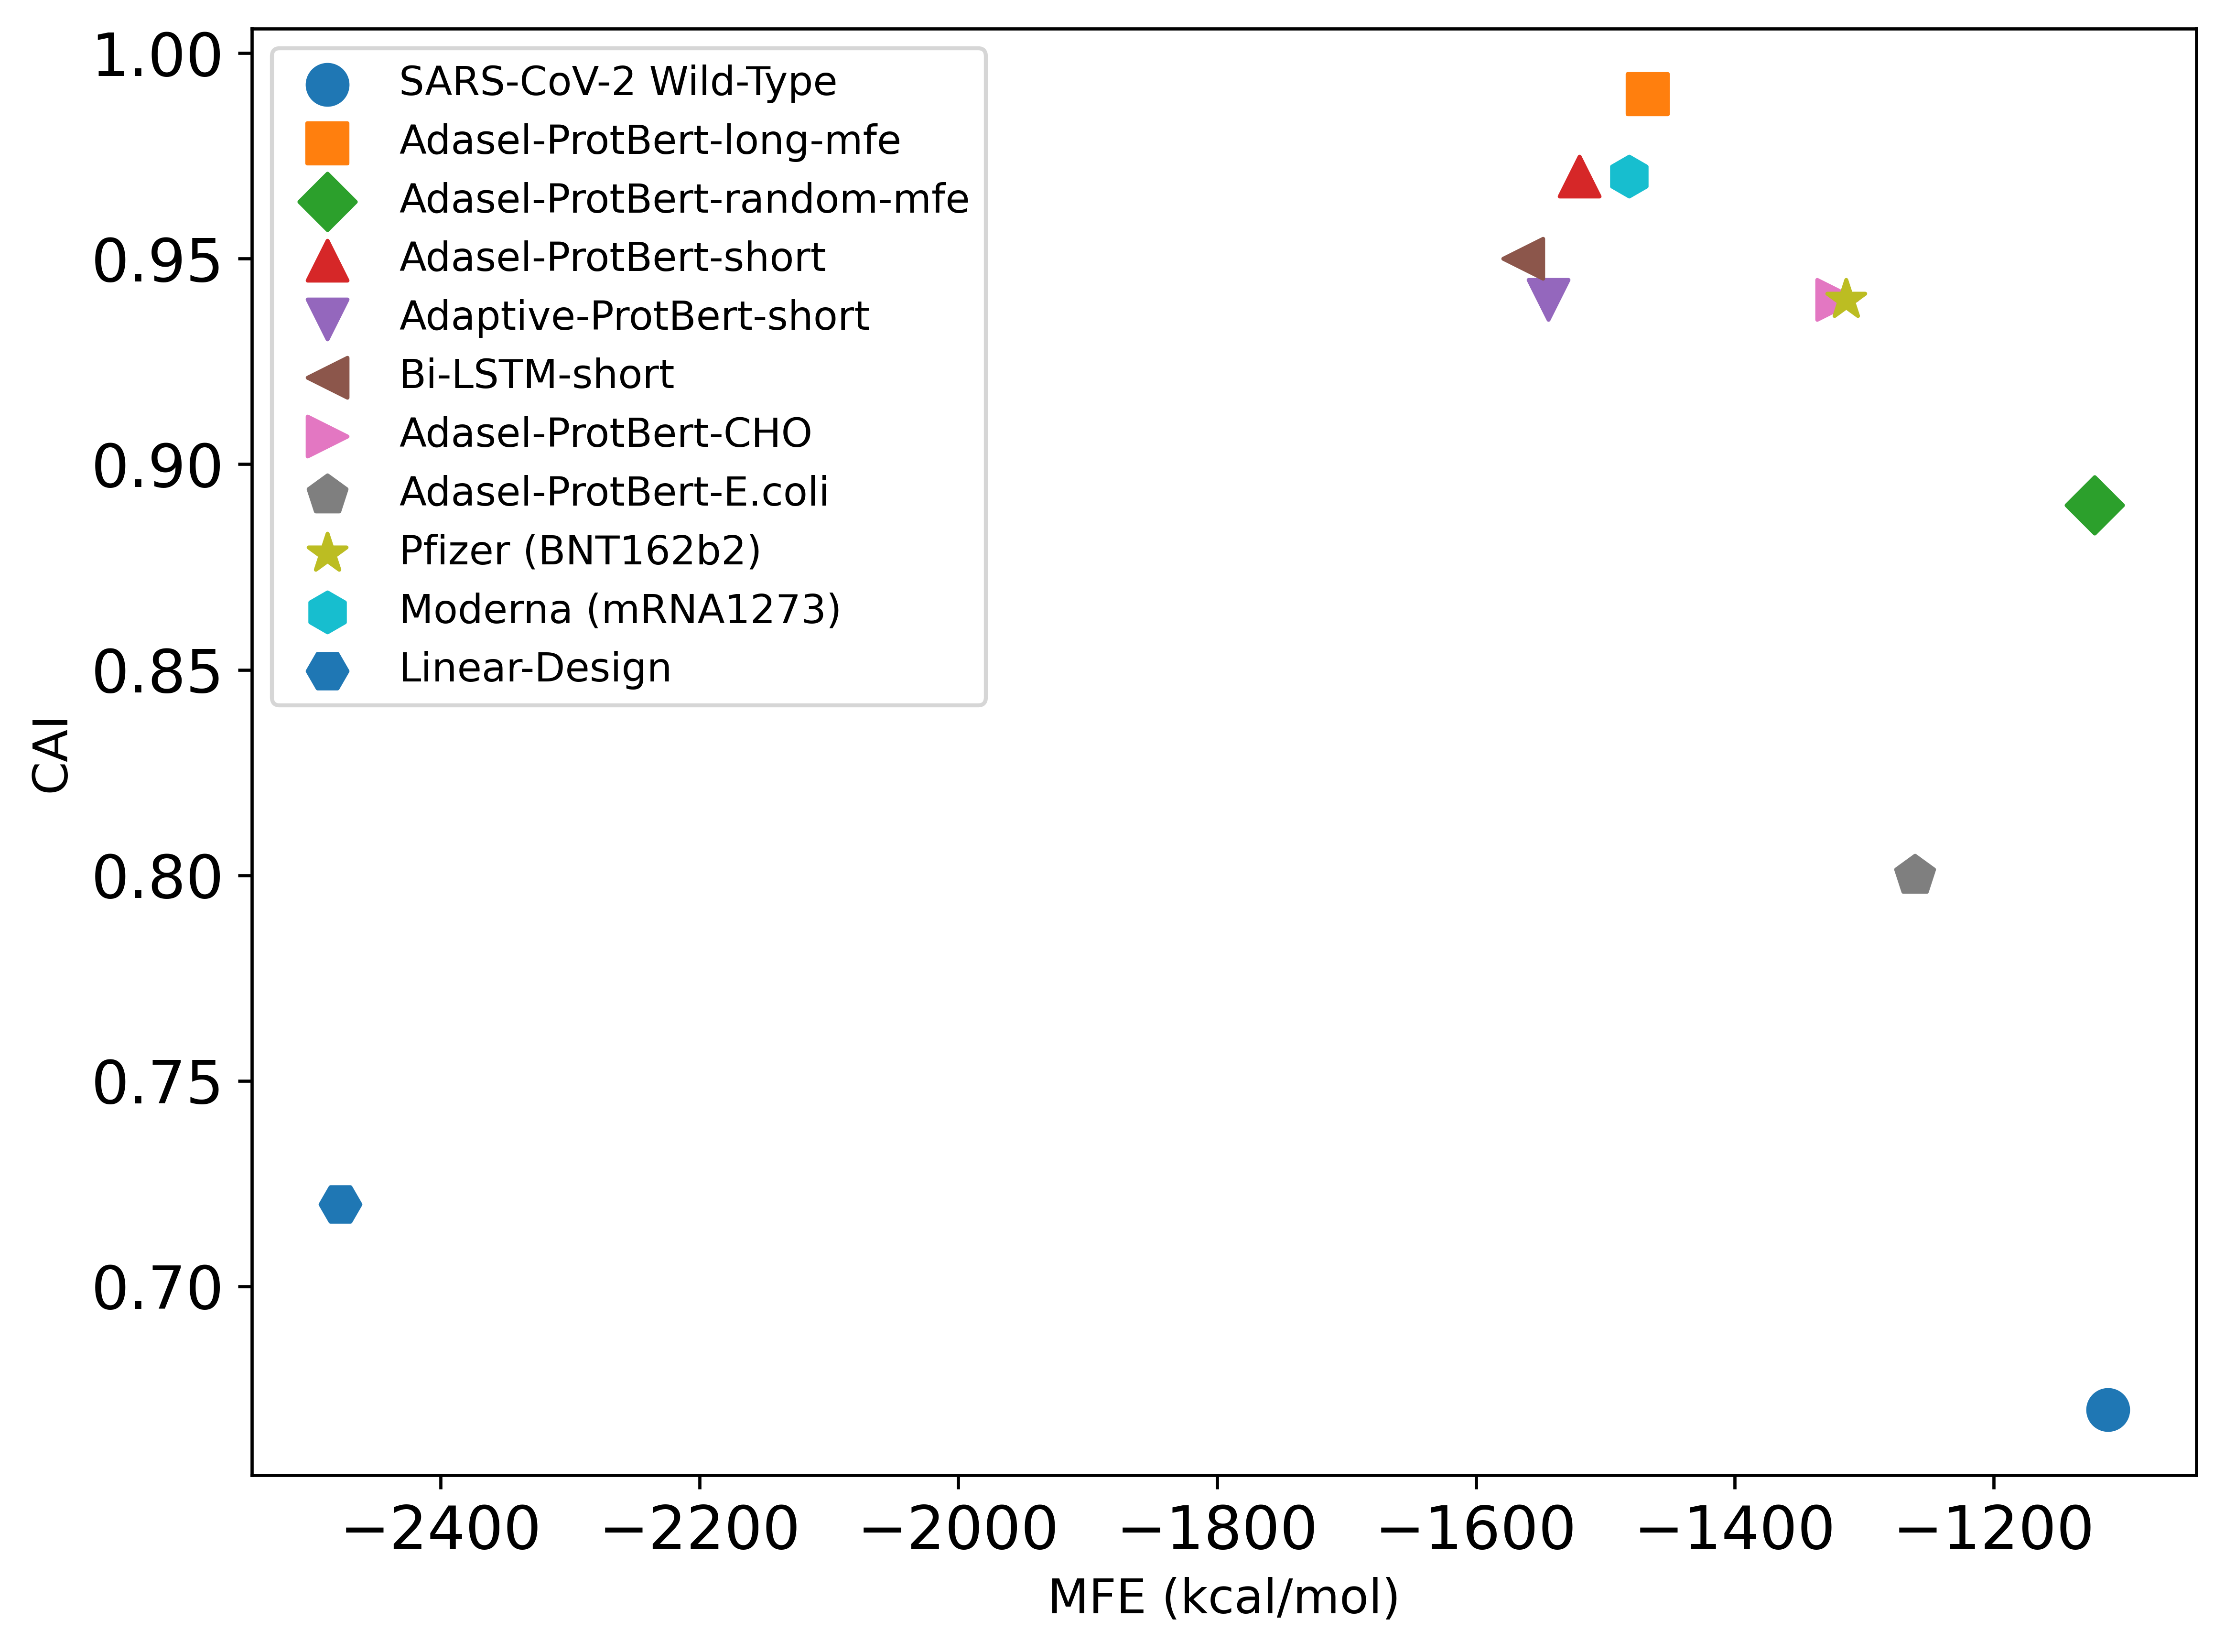 1.00
0.95
0.90
0.85
0.80
0.75
0.70
CAI
SARS-CoV-2 Wild-Type
Adasel-ProtBert-long-mfe
Adasel-ProtBert-random-mfe
Adasel-ProtBert-short
Adaptive-ProtBert-short
Bi-LSTM-short
Adasel-ProtBert-CHO
Adasel-ProtBert-E.coli
Pfizer (BNT162b2)
Moderna (mRNA1273)
Linear-Design
−2400 −2200 −2000 −1800 −1600 −1400 −1200
MFE (kcal/mol)